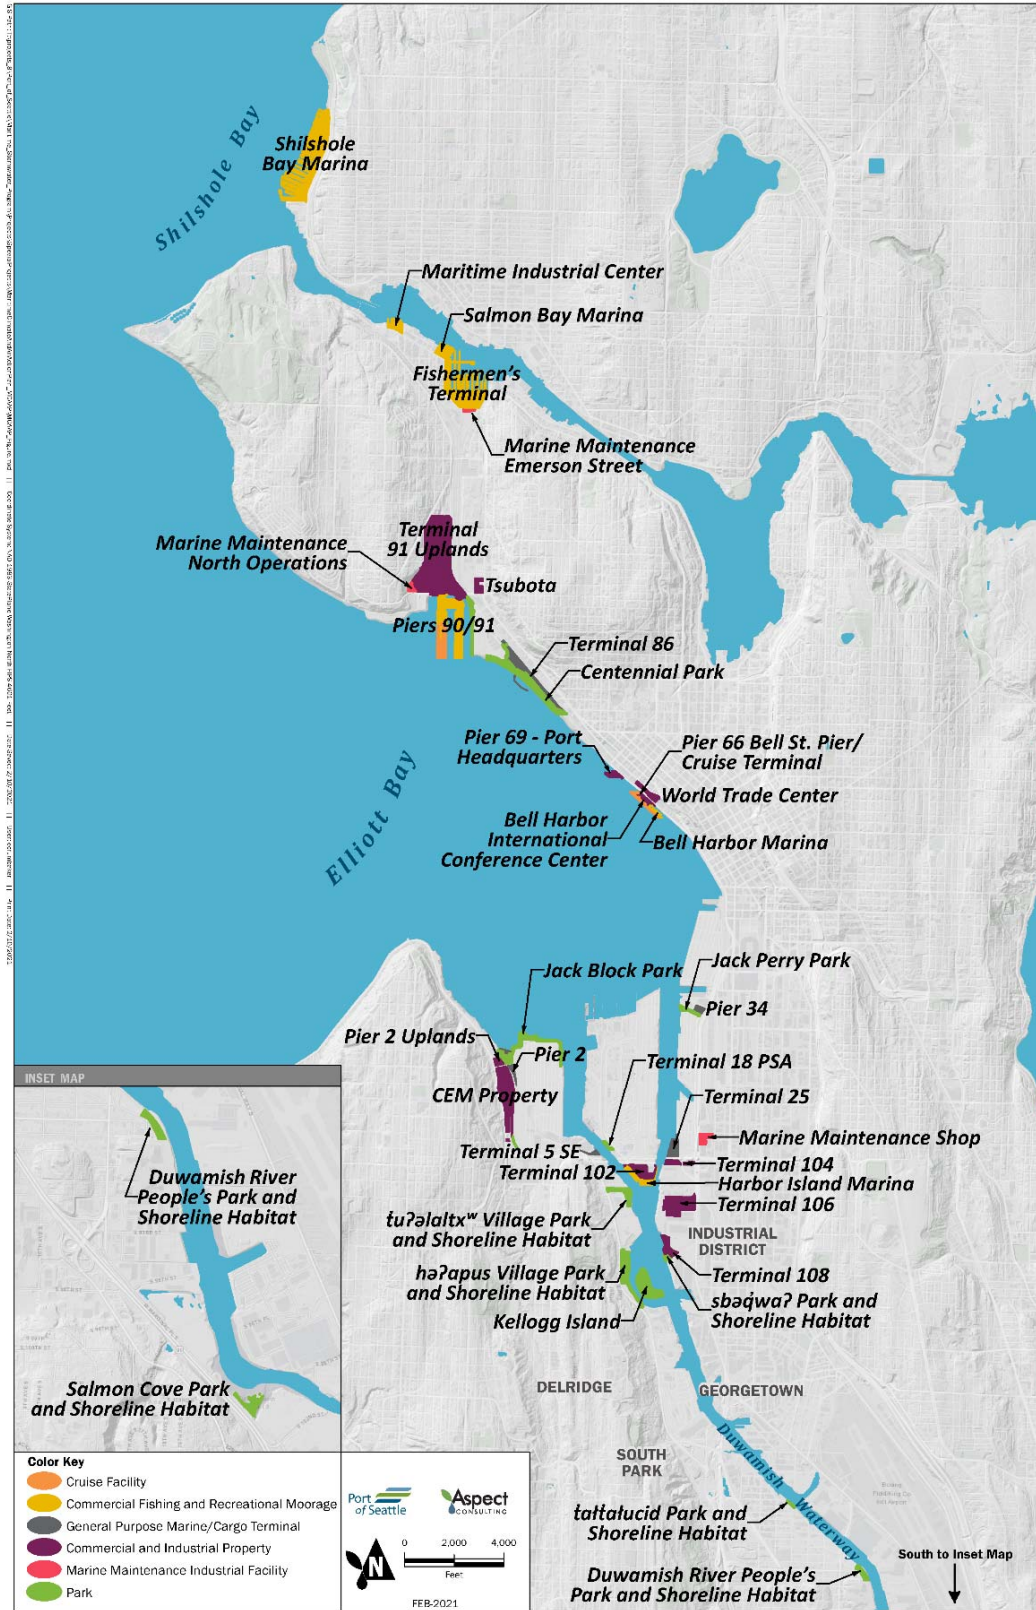 Shilshole Bay
Shilshole
Bay Marina
Maritime Industrial Center
Salmon Bay Marina
Fishermen's
Terminal
Marine Maintenance
Emerson Street
Terminal
91 Uplands
Marine Maintenance
North Operations
Tsubota
Piers 90/91
Terminal 86
Centennial Park
Pier 69 - Port
Headquarters
Pier 66 Bell St. Pier/
Cruise Terminal
World Trade Center
Bell Harbor
International
Conference Center
Bell Harbor Marina
Elliott Bay
Jack Block Park
Jack Perry Park
Pier 34
Pier 2 Uplands
Pier 2
CEM Property
Terminal 18 PSA
Terminal 25
Marine Maintenance Shop
Terminal 5 SE
Terminal 102
Terminal 104
Harbor Island Marina
Terminal 106
tuʔəlaltxʷ Village Park
and Shoreline Habitat
INDUSTRIAL
DISTRICT
həʔapus Village Park
and Shoreline Habitat
Terminal 108
Kellogg Island
sbəq̓waʔ Park and
Shoreline Habitat
DELRIDGE
GEORGETOWN
SOUTH
PARK
Duwamish Waterway
ɬaɬɬaɬucid Park and
Shoreline Habitat
Duwamish River People's
Park and Shoreline Habitat
South to Inset Map
INSET MAP
Duwamish River
People's Park and
Shoreline Habitat
Salmon Cove Park
and Shoreline Habitat
Color Key
Cruise Facility
Commercial Fishing and Recreational Moorage
General Purpose Marine/Cargo Terminal
Commercial and Industrial Property
Marine Maintenance Industrial Facility
Park
Port
of Seattle
Aspect
CONSULTING
N
0 2,000 4,000
Feet
FEB-2021